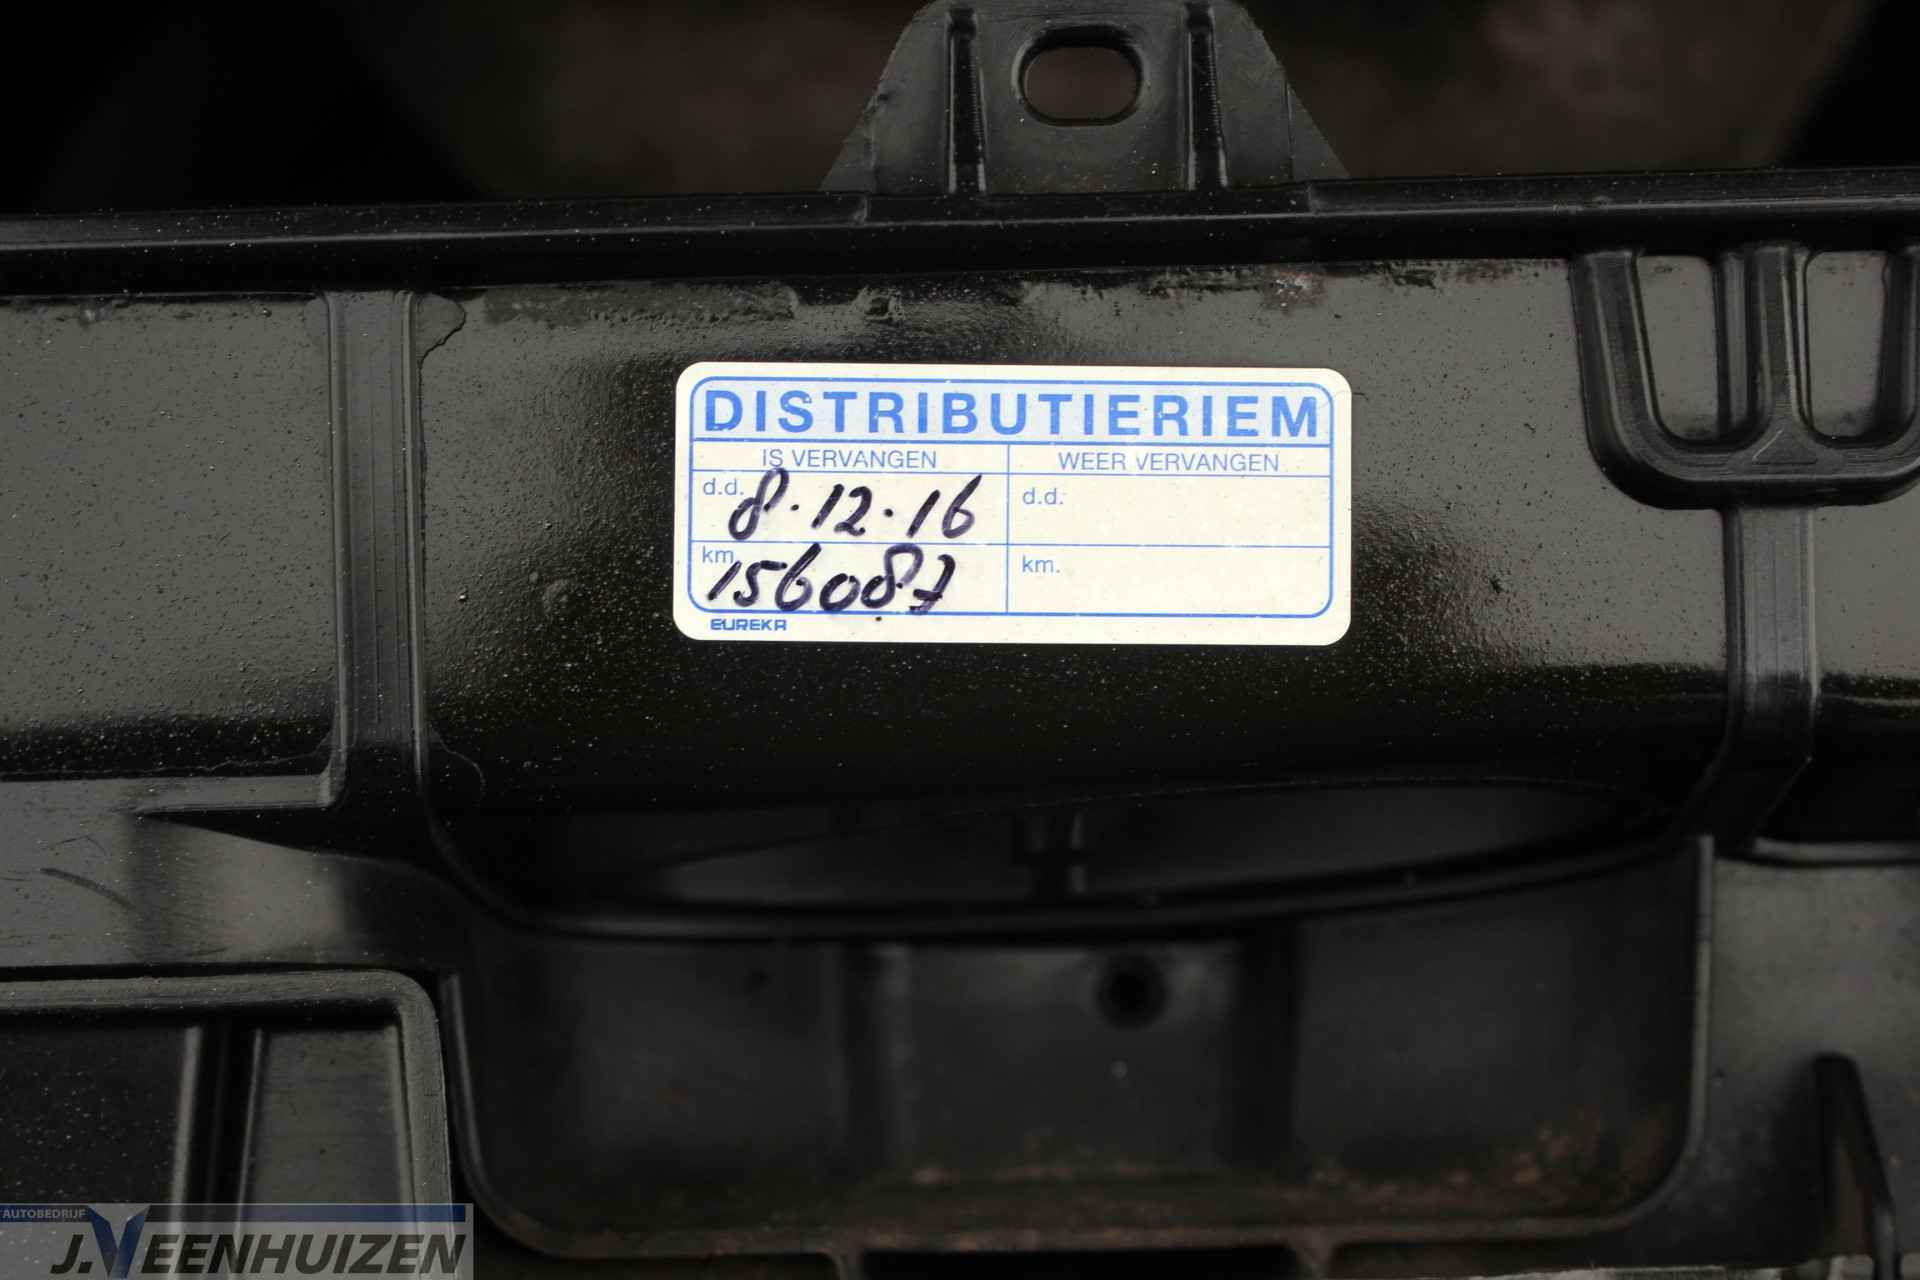 DISTRIBUTIERIEM
IS VERVANGEN
WEER VERVANGEN
d.d. 8.12.16
d.d.
km. 156087
km.
EUREKA
AUTOBEDRIJF
J.VEENHUIZEN